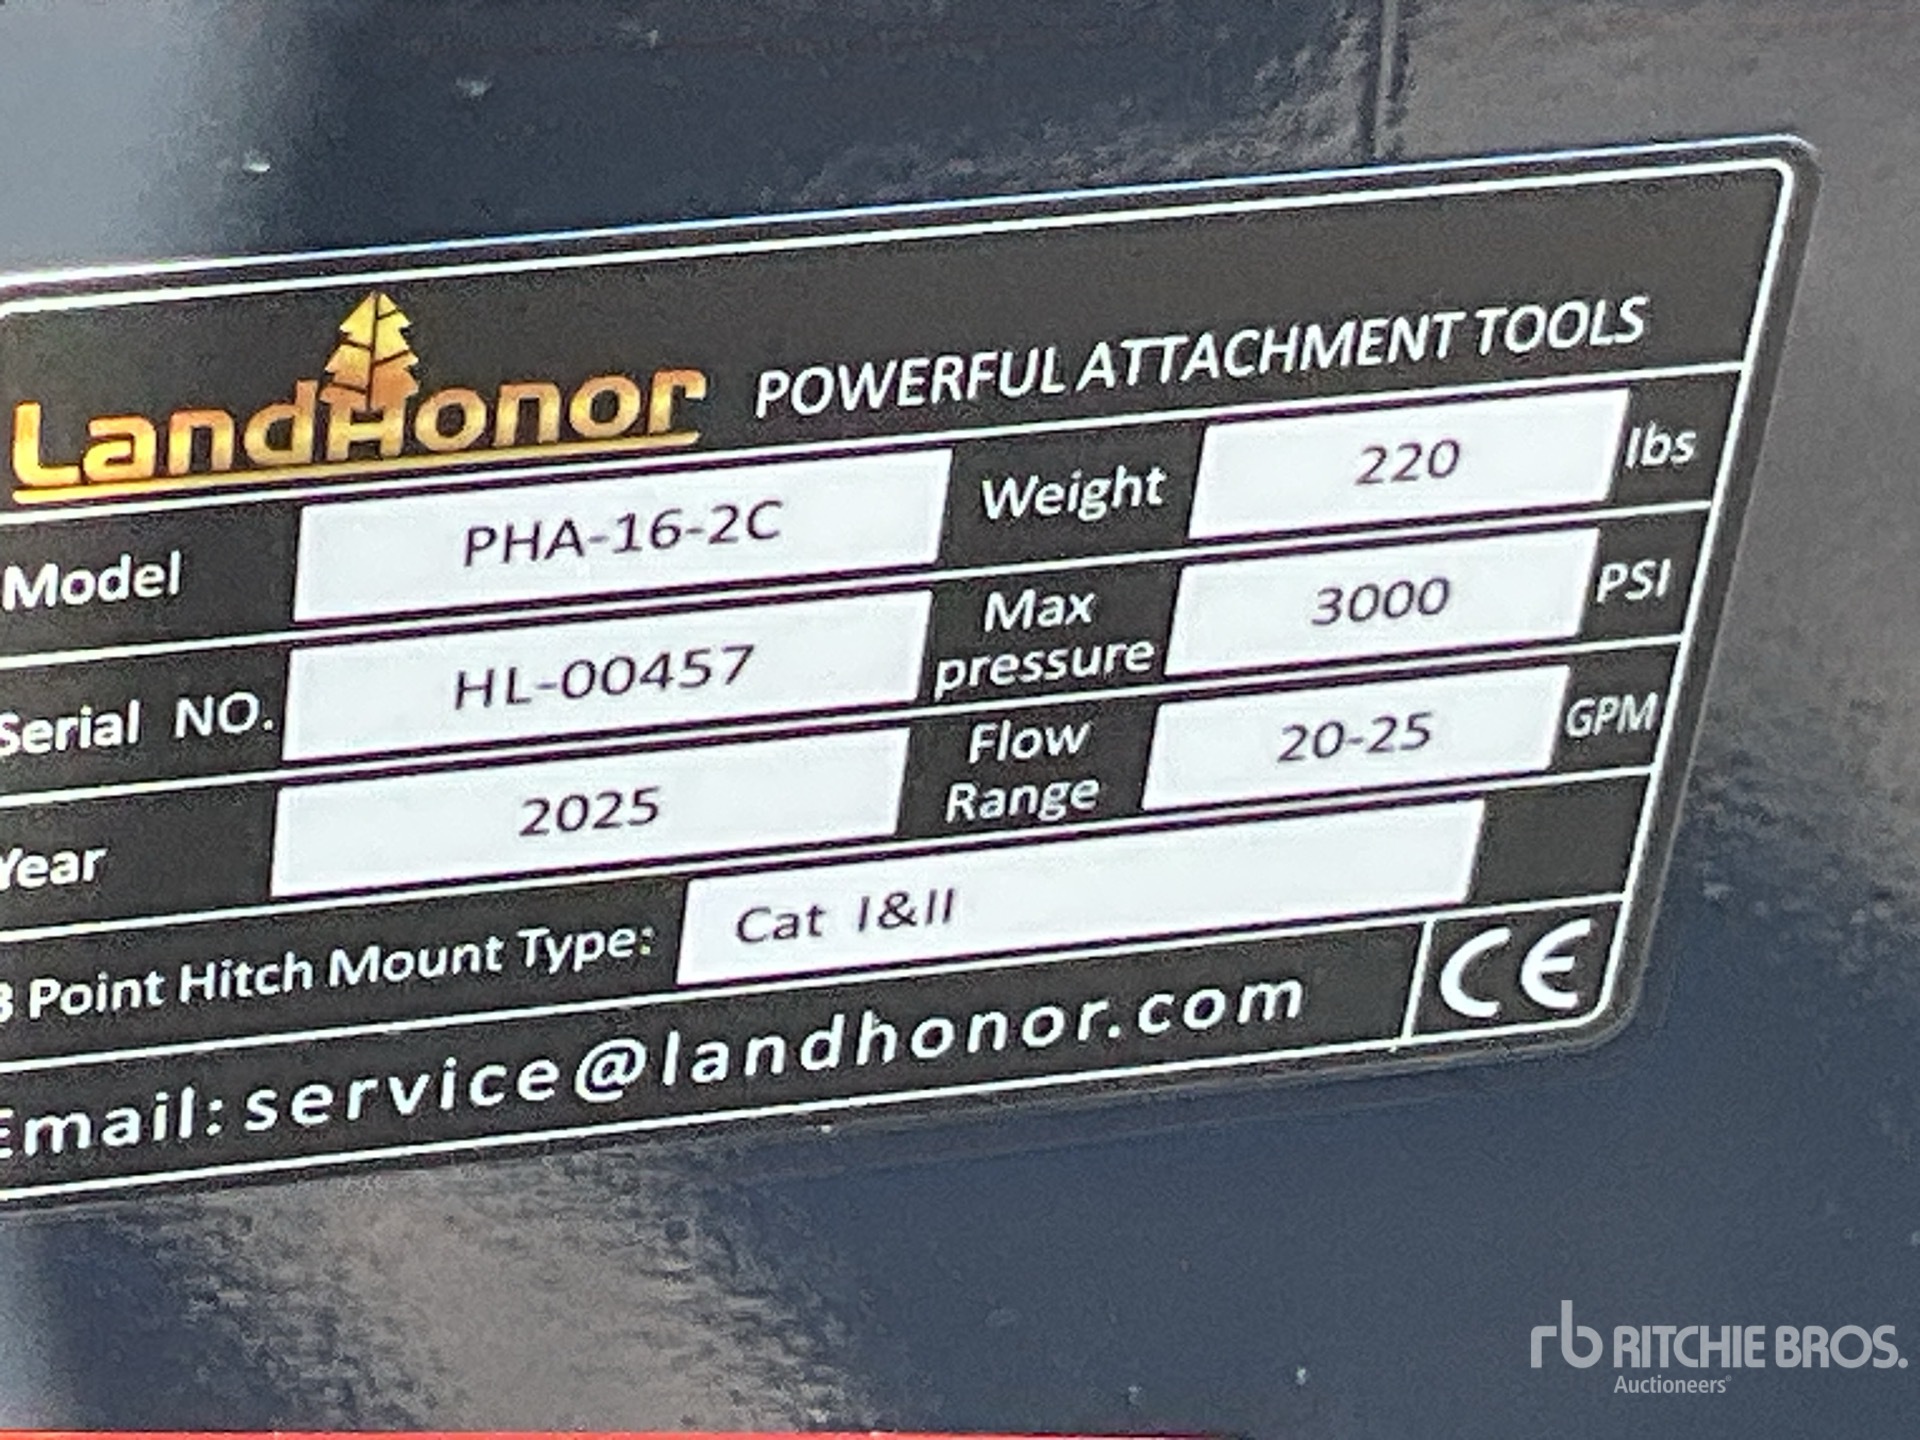 LandHonor POWERFUL ATTACHMENT TOOLS
Model PHA-16-2C Weight 220 lbs
Serial NO. HL-00457 Max pressure 3000 PSI
Year 2025 Flow Range 20-25 GPM
3 Point Hitch Mount Type: Cat I&II
Email: service@landhonor.com CE
rb RITCHIE BROS.
Auctioneers